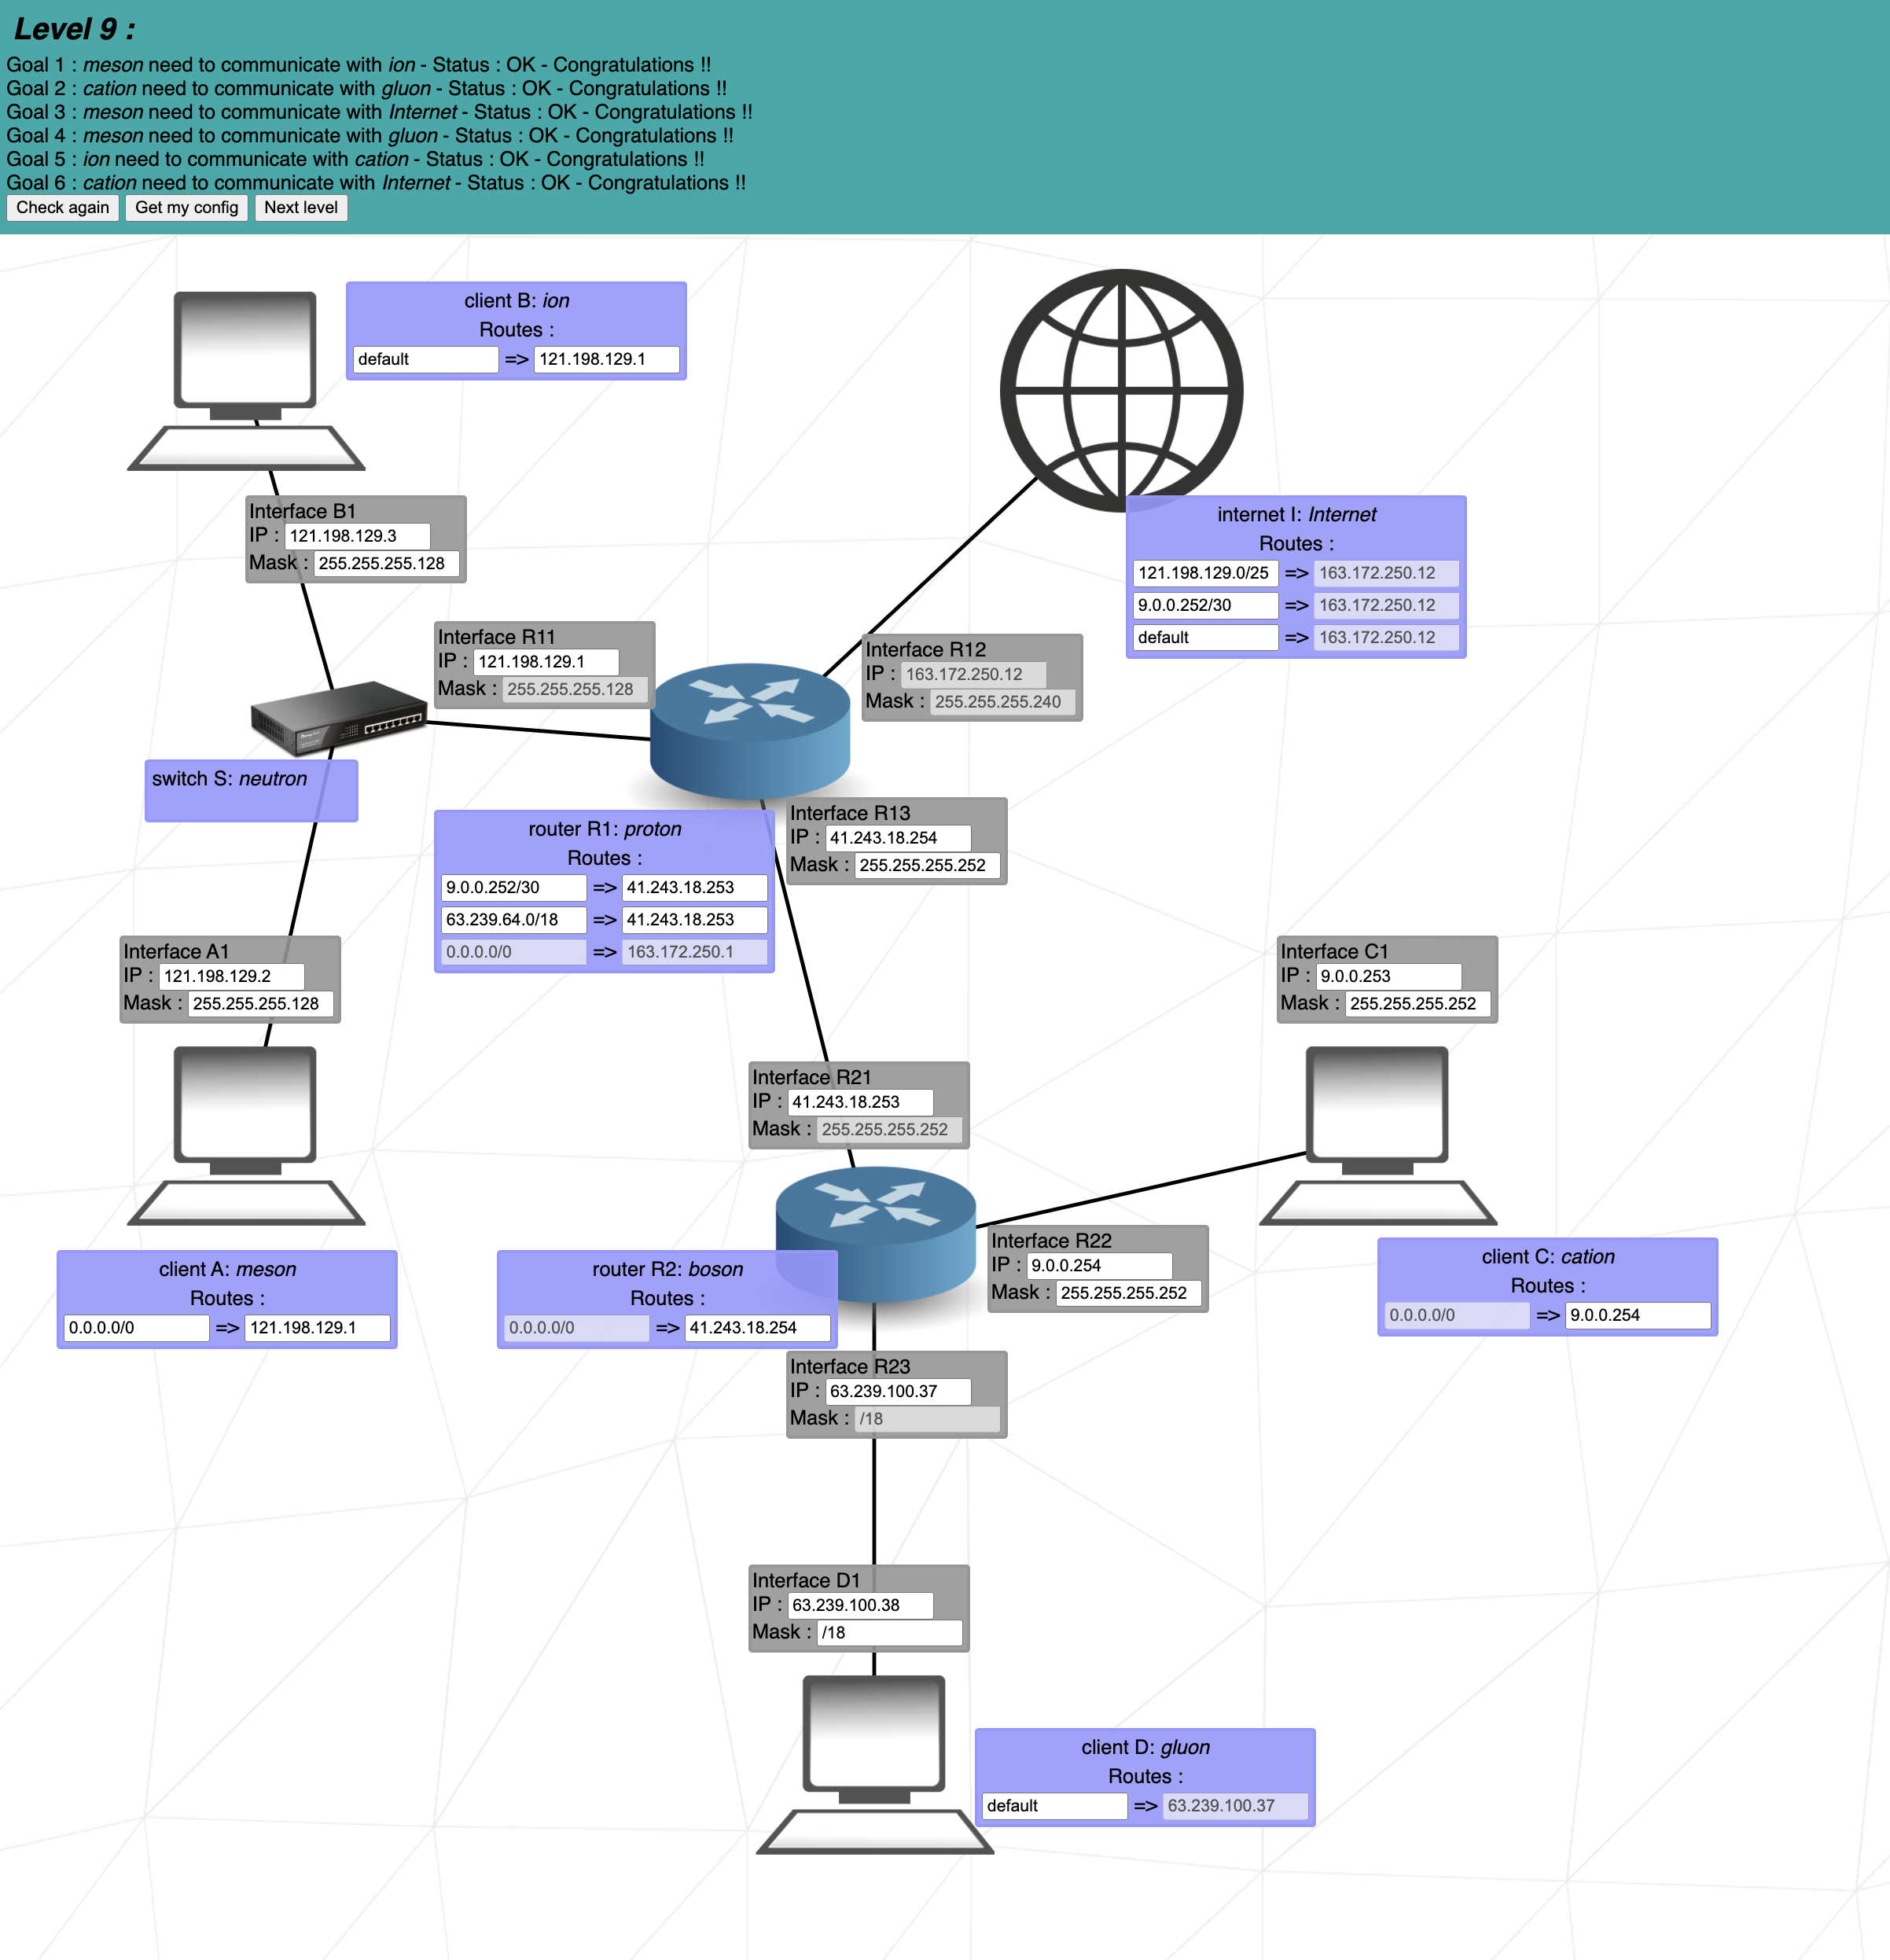 Level 9 :
Goal 1 : meson need to communicate with ion - Status : OK - Congratulations !!
Goal 2 : cation need to communicate with gluon - Status : OK - Congratulations !!
Goal 3 : meson need to communicate with Internet - Status : OK - Congratulations !!
Goal 4 : meson need to communicate with gluon - Status : OK - Congratulations !!
Goal 5 : ion need to communicate with cation - Status : OK - Congratulations !!
Goal 6 : cation need to communicate with Internet - Status : OK - Congratulations !!
Check again Get my config Next level
client B: ion
Routes :
default => 121.198.129.1
Interface B1
IP : 121.198.129.3
Mask : 255.255.255.128
internet I: Internet
Routes :
121.198.129.0/25 => 163.172.250.12
9.0.0.252/30 => 163.172.250.12
default => 163.172.250.12
Interface R11
IP : 121.198.129.1
Mask : 255.255.255.128
Interface R12
IP : 163.172.250.12
Mask : 255.255.255.240
switch S: neutron
Interface R13
IP : 41.243.18.254
Mask : 255.255.255.252
router R1: proton
Routes :
9.0.0.252/30 => 41.243.18.253
63.239.64.0/18 => 41.243.18.253
0.0.0.0/0 => 163.172.250.1
Interface A1
IP : 121.198.129.2
Mask : 255.255.255.128
Interface C1
IP : 9.0.0.253
Mask : 255.255.255.252
Interface R21
IP : 41.243.18.253
Mask : 255.255.255.252
Interface R22
IP : 9.0.0.254
Mask : 255.255.255.252
client A: meson
Routes :
0.0.0.0/0 => 121.198.129.1
router R2: boson
Routes :
0.0.0.0/0 => 41.243.18.254
client C: cation
Routes :
0.0.0.0/0 => 9.0.0.254
Interface R23
IP : 63.239.100.37
Mask : /18
Interface D1
IP : 63.239.100.38
Mask : /18
client D: gluon
Routes :
default => 63.239.100.37